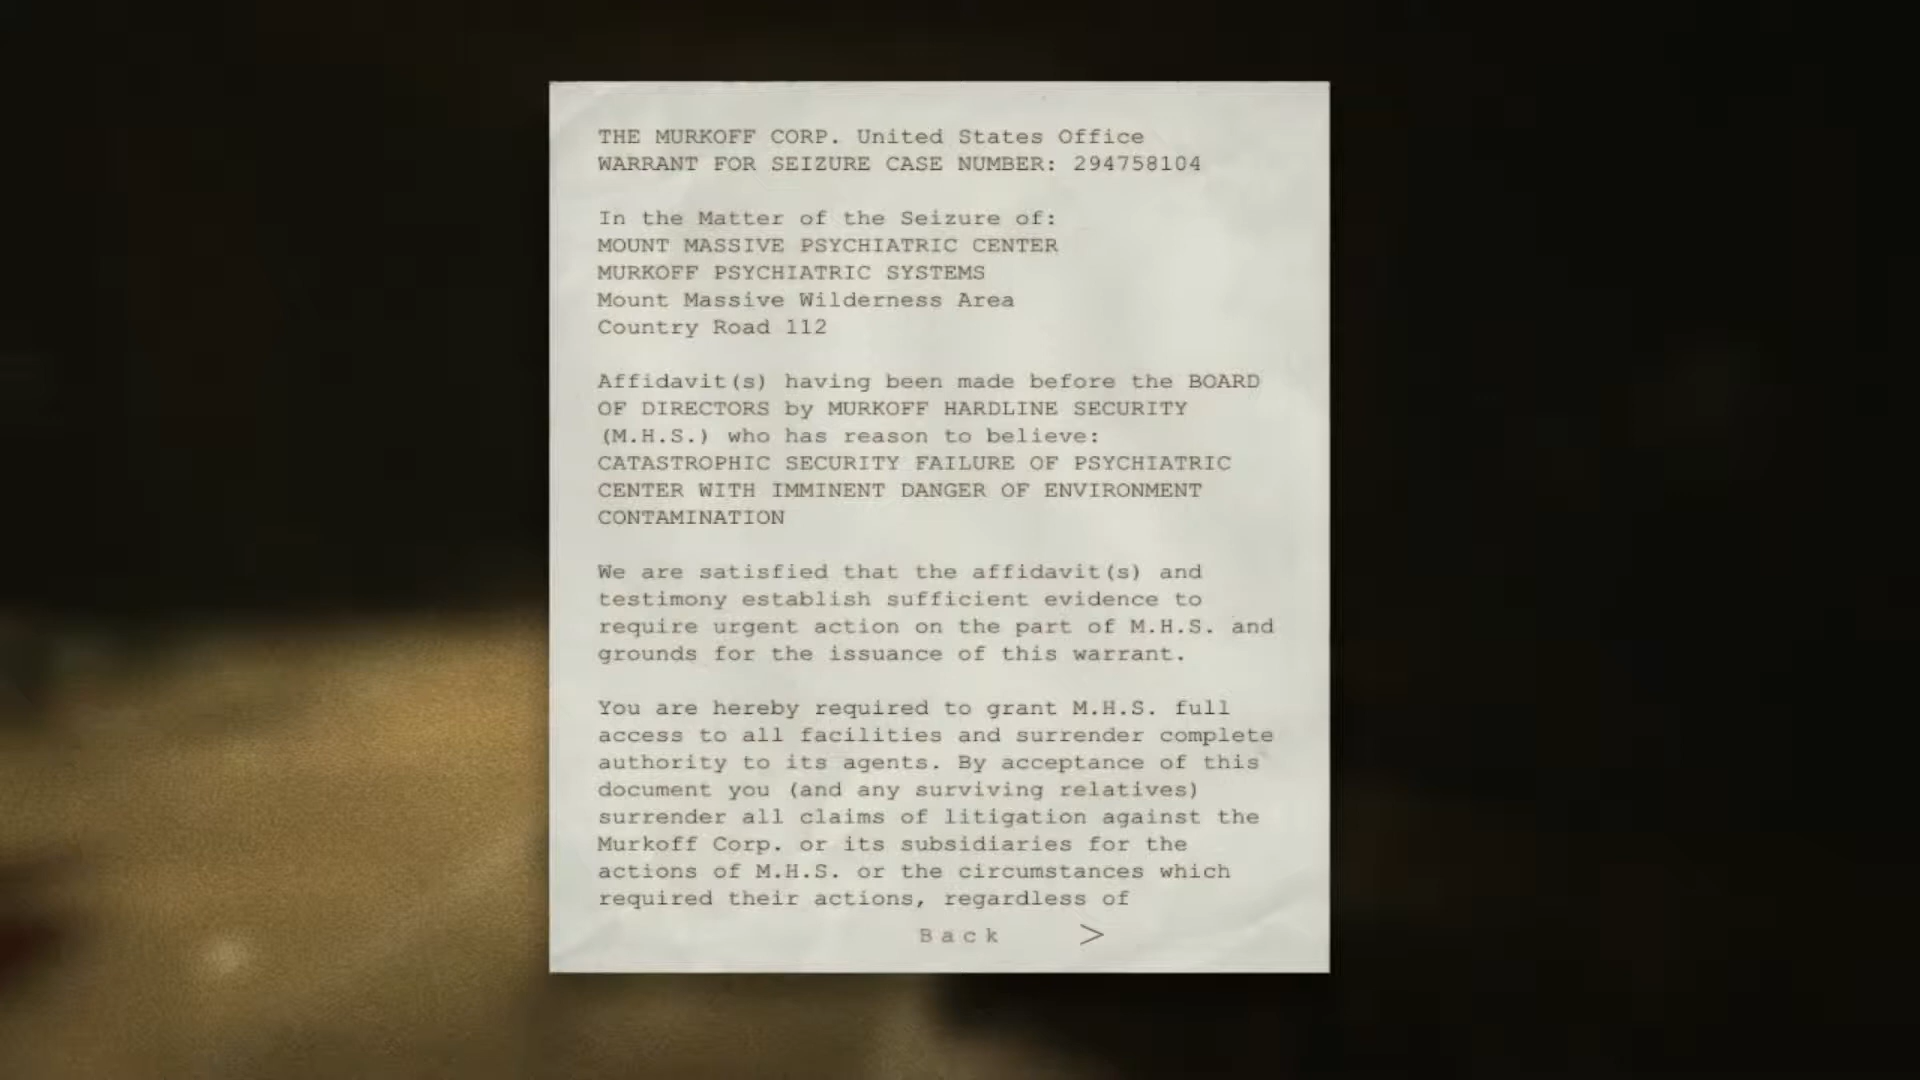 THE MURKOFF CORP. United States Office
WARRANT FOR SEIZURE CASE NUMBER: 294758104
In the Matter of the Seizure of:
MOUNT MASSIVE PSYCHIATRIC CENTER
MURKOFF PSYCHIATRIC SYSTEMS
Mount Massive Wilderness Area
Country Road 112
Affidavit(s) having been made before the BOARD
OF DIRECTORS by MURKOFF HARDLINE SECURITY
(M.H.S.) who has reason to believe:
CATASTROPHIC SECURITY FAILURE OF PSYCHIATRIC
CENTER WITH IMMINENT DANGER OF ENVIRONMENT
CONTAMINATION
We are satisfied that the affidavit(s) and
testimony establish sufficient evidence to
require urgent action on the part of M.H.S. and
grounds for the issuance of this warrant.
You are hereby required to grant M.H.S. full
access to all facilities and surrender complete
authority to its agents. By acceptance of this
document you (and any surviving relatives)
surrender all claims of litigation against the
Murkoff Corp. or its subsidiaries for the
actions of M.H.S. or the circumstances which
required their actions, regardless of
Back >